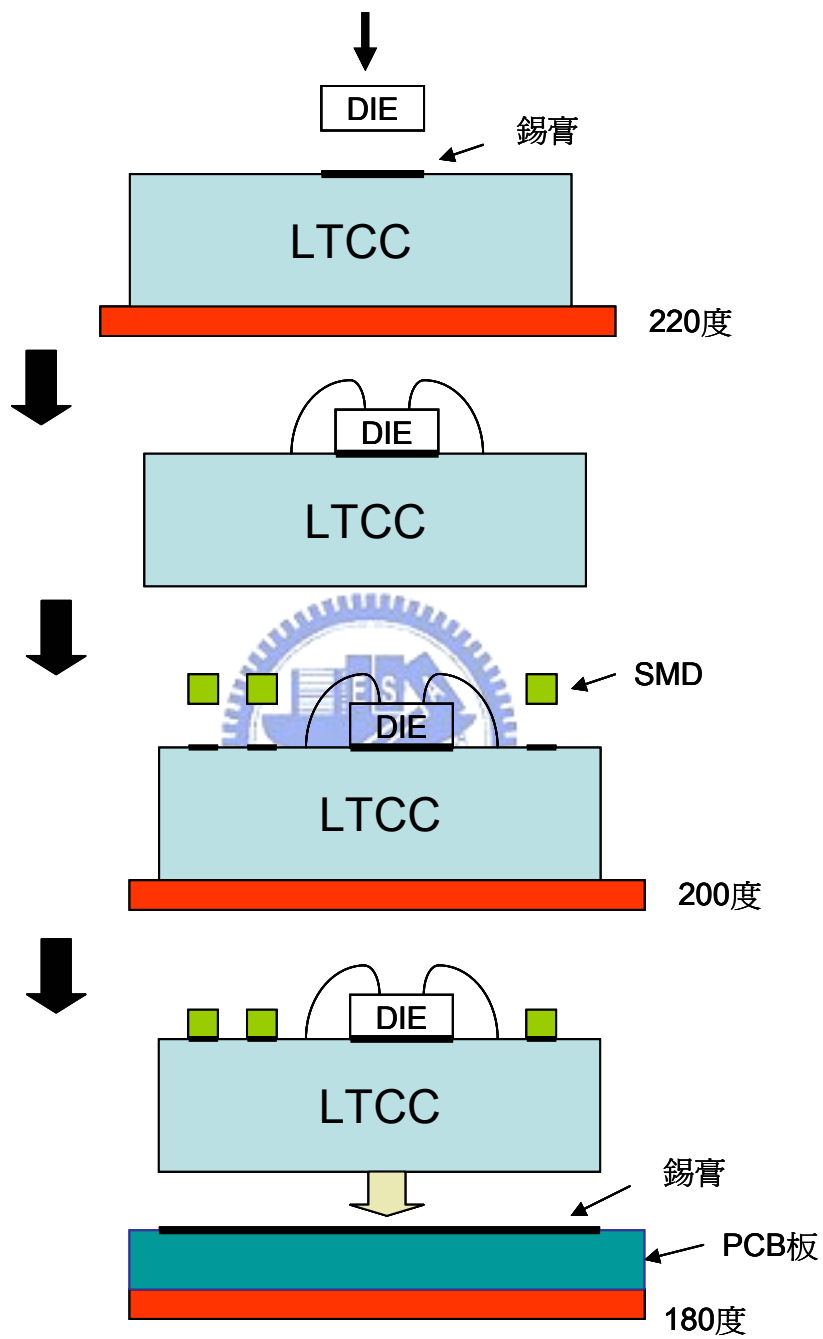 DIE
錫膏
LTCC
220度
DIE
LTCC
SMD
ES
DIE
LTCC
200度
DIE
LTCC
錫膏
PCB板
180度